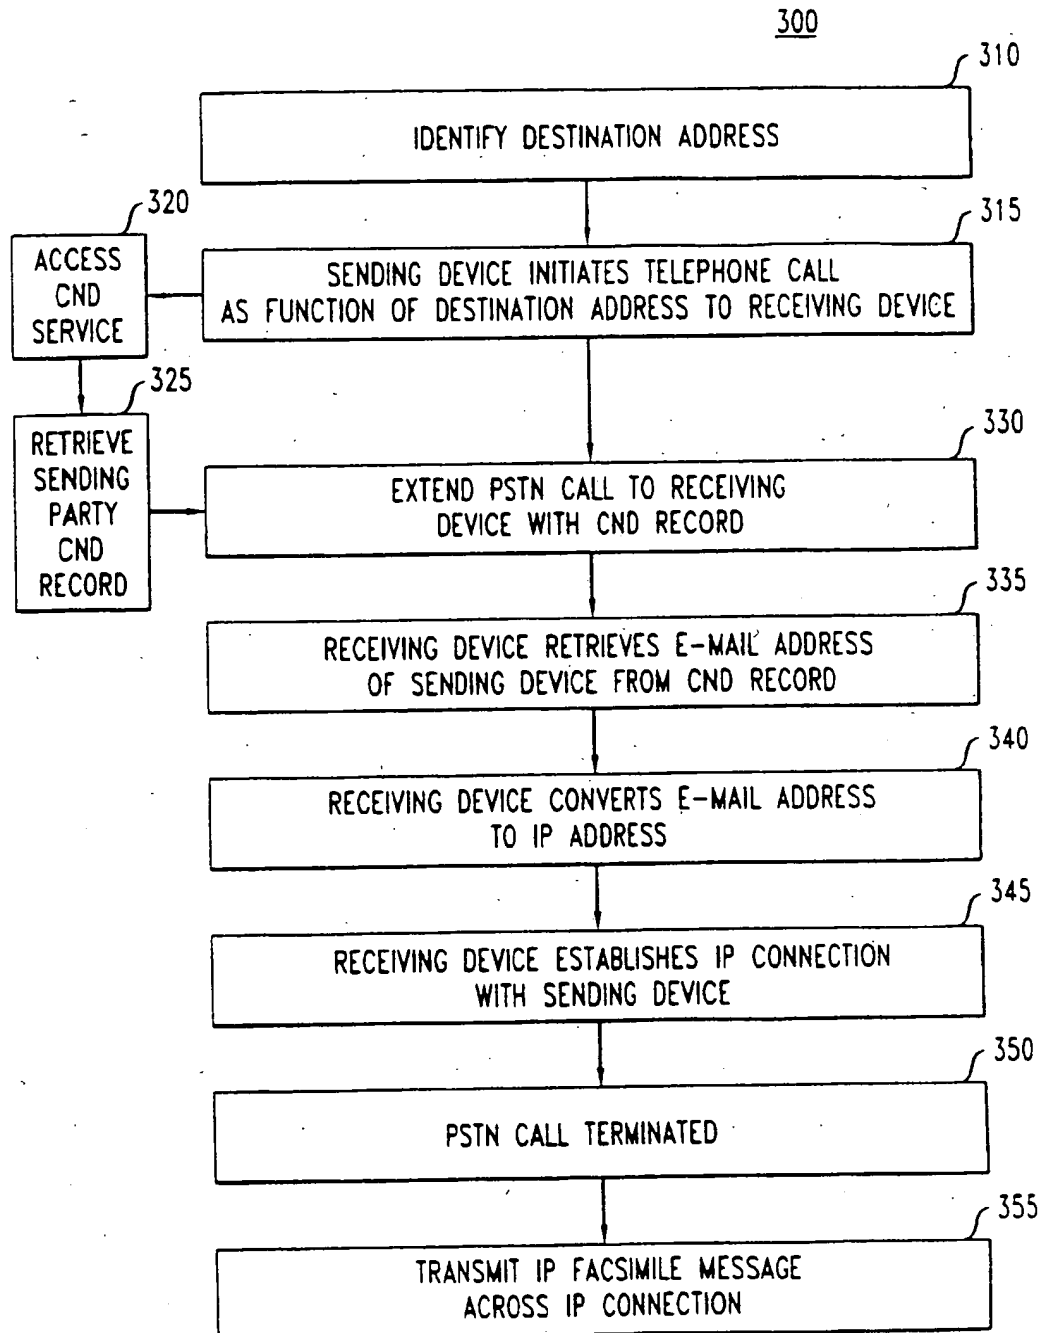 300
310
IDENTIFY DESTINATION ADDRESS
320
315
ACCESS
CND
SERVICE
SENDING DEVICE INITIATES TELEPHONE CALL
AS FUNCTION OF DESTINATION ADDRESS TO RECEIVING DEVICE
325
RETRIEVE
SENDING
PARTY
CND
RECORD
330
EXTEND PSTN CALL TO RECEIVING
DEVICE WITH CND RECORD
335
RECEIVING DEVICE RETRIEVES E-MAIL ADDRESS
OF SENDING DEVICE FROM CND RECORD
340
RECEIVING DEVICE CONVERTS E-MAIL ADDRESS
TO IP ADDRESS
345
RECEIVING DEVICE ESTABLISHES IP CONNECTION
WITH SENDING DEVICE
350
PSTN CALL TERMINATED
355
TRANSMIT IP FACSIMILE MESSAGE
ACROSS IP CONNECTION